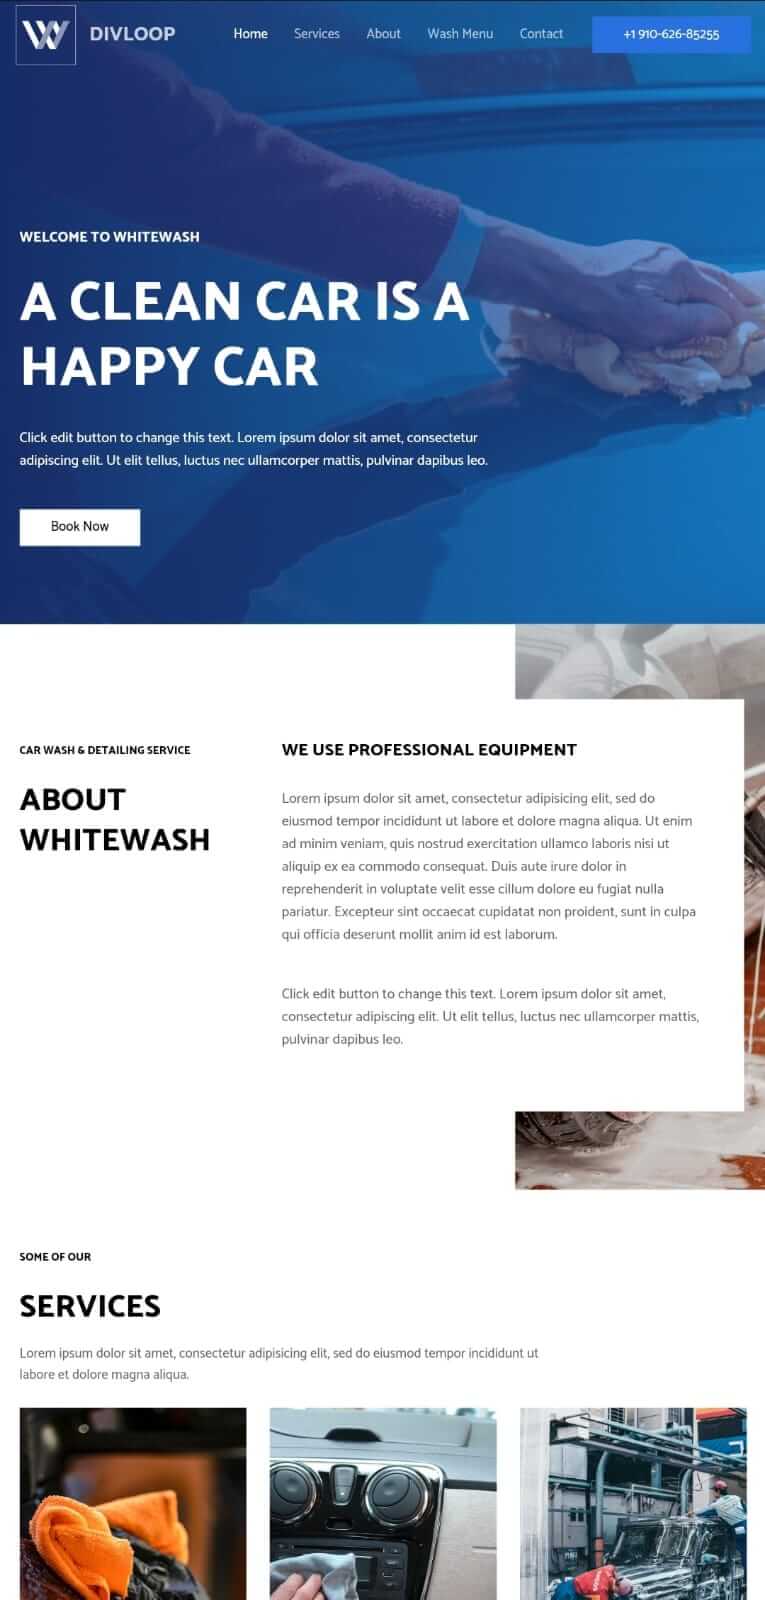 W DIVLOOP Home Services About Wash Menu Contact +1 910-626-85255
WELCOME TO WHITEWASH
A CLEAN CAR IS A
HAPPY CAR
Click edit button to change this text. Lorem ipsum dolor sit amet, consectetur
adipiscing elit. Ut elit tellus, luctus nec ullamcorper mattis, pulvinar dapibus leo.
Book Now
CAR WASH & DETAILING SERVICE
ABOUT
WHITEWASH
WE USE PROFESSIONAL EQUIPMENT
Lorem ipsum dolor sit amet, consectetur adipisicing elit, sed do
eiusmod tempor incididunt ut labore et dolore magna aliqua. Ut enim
ad minim veniam, quis nostrud exercitation ullamco laboris nisi ut
aliquip ex ea commodo consequat. Duis aute irure dolor in
reprehenderit in voluptate velit esse cillum dolore eu fugiat nulla
pariatur. Excepteur sint occaecat cupidatat non proident, sunt in culpa
qui officia deserunt mollit anim id est laborum.
Click edit button to change this text. Lorem ipsum dolor sit amet,
consectetur adipiscing elit. Ut elit tellus, luctus nec ullamcorper mattis,
pulvinar dapibus leo.
SOME OF OUR
SERVICES
Lorem ipsum dolor sit amet, consectetur adipisicing elit, sed do eiusmod tempor incididunt ut
labore et dolore magna aliqua.